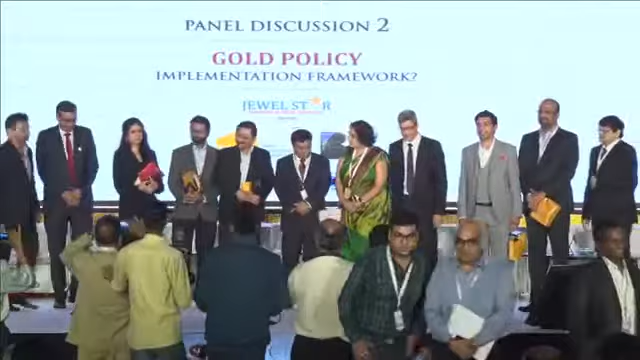 PANEL DISCUSSION 2
GOLD POLICY
IMPLEMENTATION FRAMEWORK?
JEWEL STAR